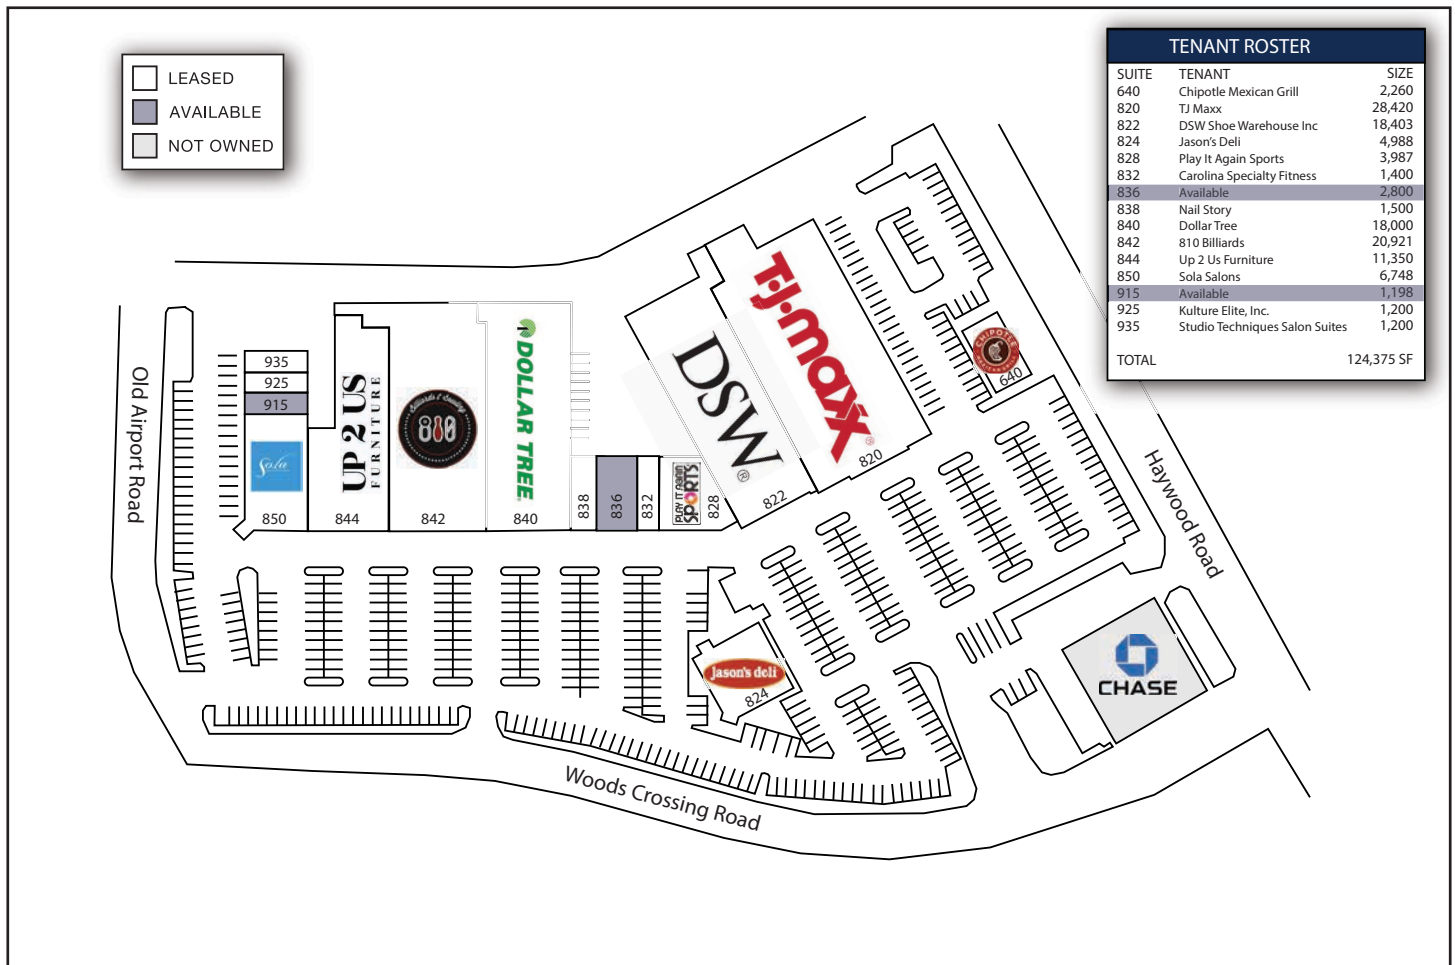 LEASED
AVAILABLE
NOT OWNED
TENANT ROSTER
SUITE TENANT SIZE
640 Chipotle Mexican Grill 2,260
820 TJ Maxx 28,420
822 DSW Shoe Warehouse Inc 18,403
824 Jason's Deli 4,988
828 Play It Again Sports 3,987
832 Carolina Specialty Fitness 1,400
836 Available 2,800
838 Nail Story 1,500
840 Dollar Tree 18,000
842 810 Billiards 20,921
844 Up 2 Us Furniture 11,350
850 Sola Salons 6,748
915 Available 1,198
925 Kulture Elite, Inc. 1,200
935 Studio Techniques Salon Suites 1,200
TOTAL 124,375 SF
Old Airport Road
935
925
915
Sola
850
UP 2 US
FURNITURE
844
Billiards & Bowling
810
842
DOLLAR TREE
840
838
836
832
PLAY IT AGAIN
SPORTS
828
DSW
®
822
T.J.maxx
®
820
CHIPOTLE
640
Haywood Road
Jason's deli
824
CHASE
Woods Crossing Road